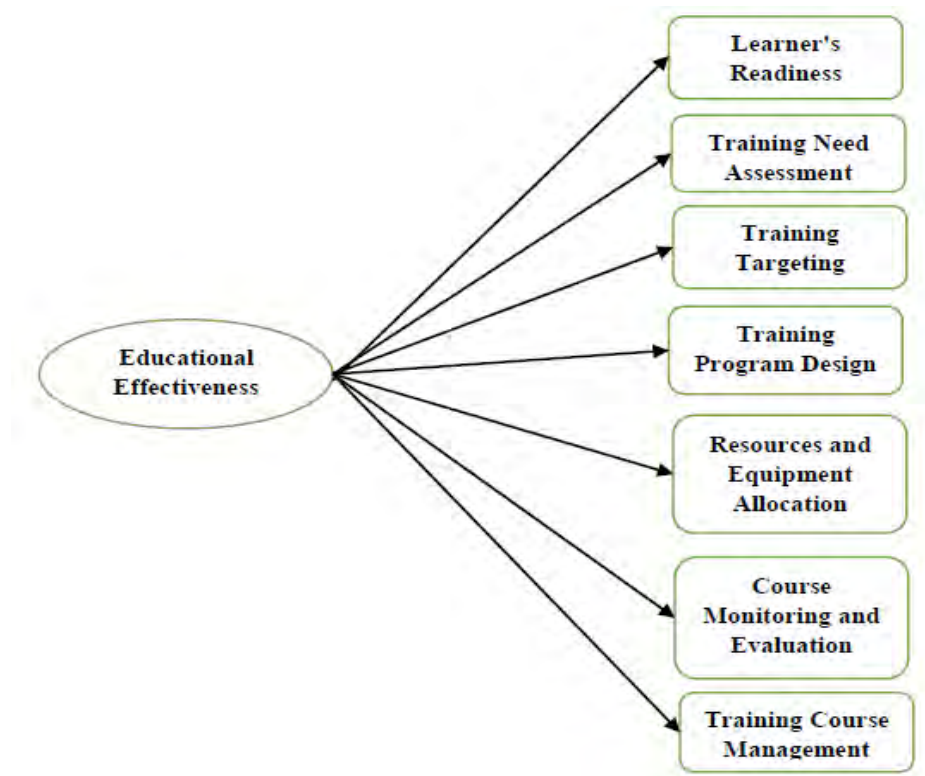 Learner's
Readiness
Training Need
Assessment
Training
Targeting
Training
Program Design
Educational
Effectiveness
Resources and
Equipment
Allocation
Course
Monitoring and
Evaluation
Training Course
Management